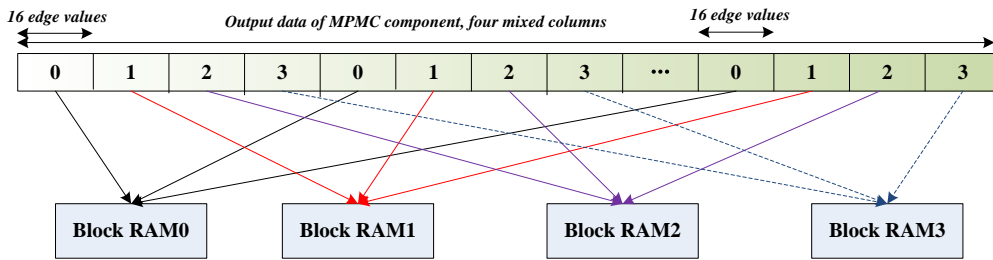 16 edge values Output data of MPMC component, four mixed columns 16 edge values
0 1 2 3 0 1 2 3 ... 0 1 2 3
Block RAM0 Block RAM1 Block RAM2 Block RAM3